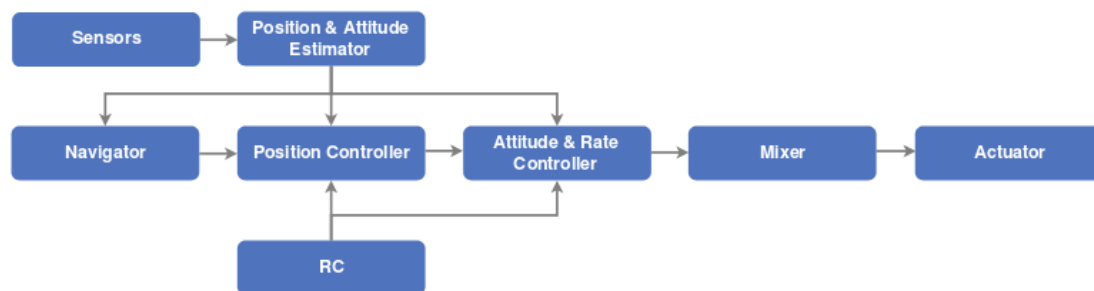 Sensors
Position & Attitude
Estimator
Navigator
Position Controller
Attitude & Rate
Controller
Mixer
Actuator
RC